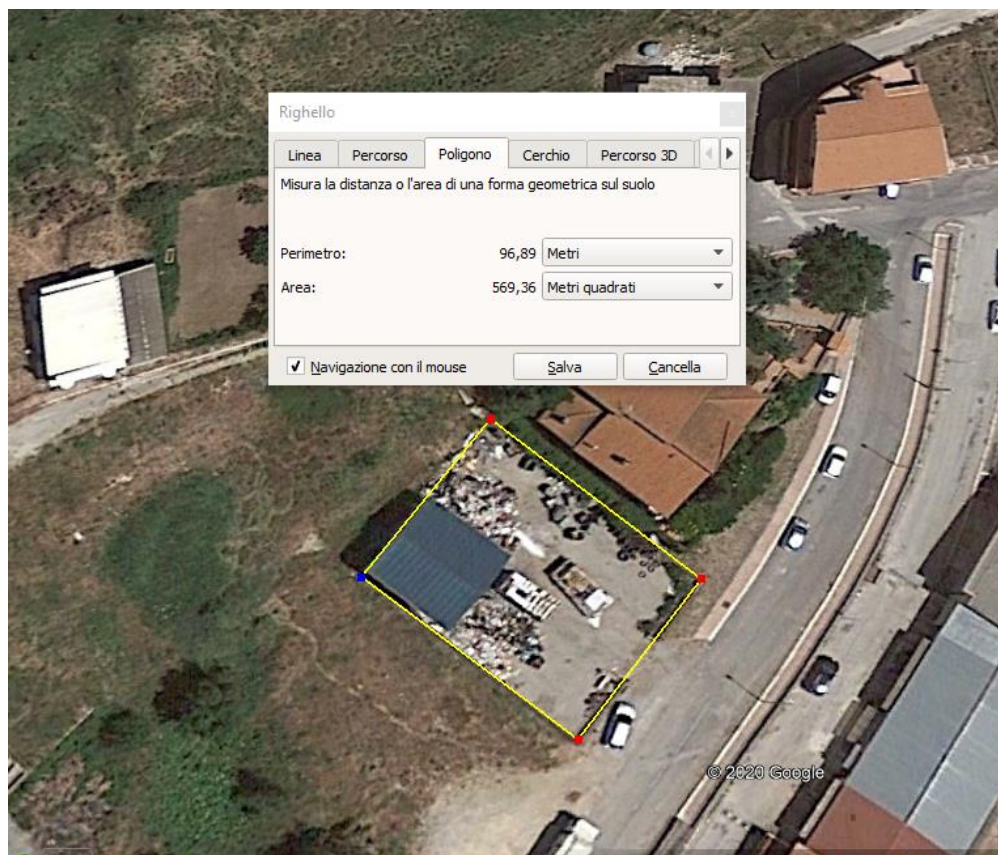 Righello
Linea Percorso Poligono Cerchio Percorso 3D
Misura la distanza o l'area di una forma geometrica sul suolo
Perimetro: 96,89 Metri
Area: 569,36 Metri quadrati
Navigazione con il mouse Salva Cancella
© 2020 Google